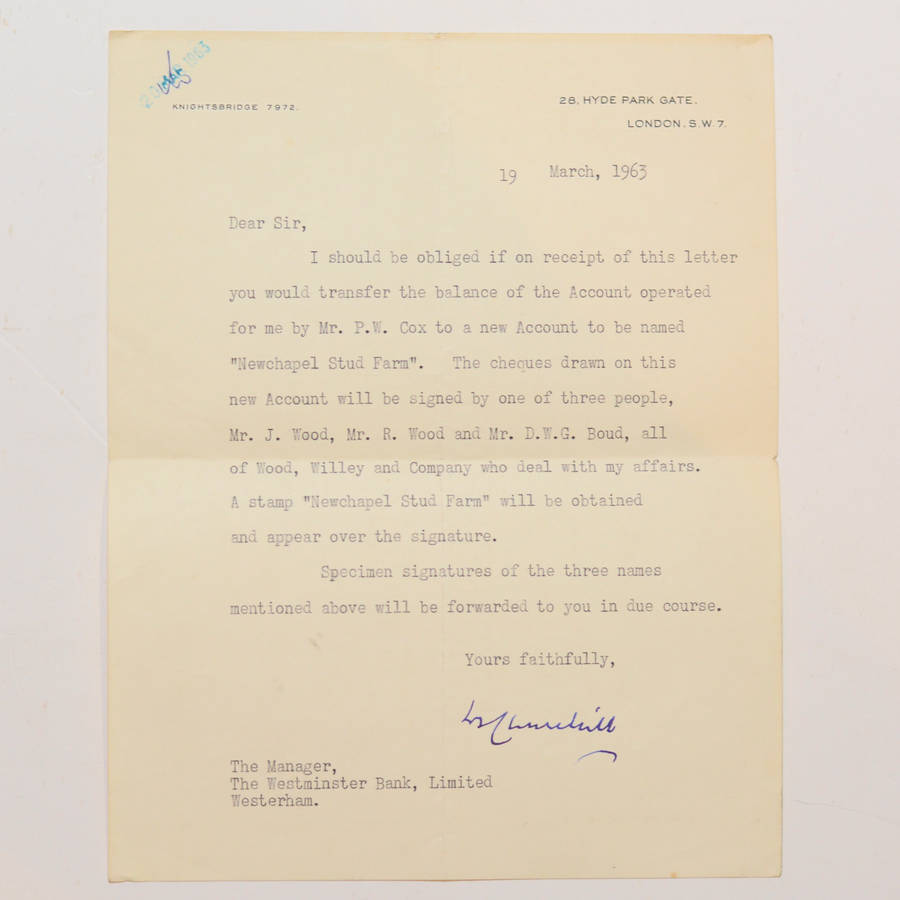 20 MAR 1963
KNIGHTSBRIDGE 7972.
28, HYDE PARK GATE.
LONDON. S.W 7.
19 March, 1963
Dear Sir,
I should be obliged if on receipt of this letter
you would transfer the balance of the Account operated
for me by Mr. P.W. Cox to a new Account to be named
"Newchapel Stud Farm". The cheques drawn on this
new Account will be signed by one of three people,
Mr. J. Wood, Mr. R. Wood and Mr. D.W.G. Boud, all
of Wood, Willey and Company who deal with my affairs.
A stamp "Newchapel Stud Farm" will be obtained
and appear over the signature.
Specimen signatures of the three names
mentioned above will be forwarded to you in due course.
Yours faithfully,
WSChurchill
The Manager,
The Westminster Bank, Limited
Westerham.